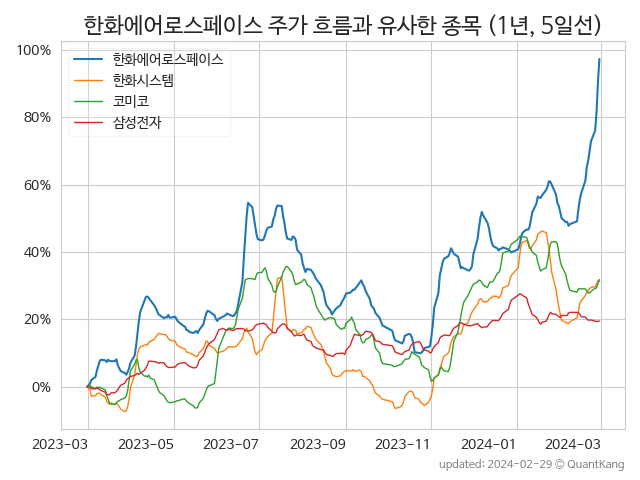 한화에어로스페이스 주가 흐름과 유사한 종목 (1년, 5일선)
100%
80%
60%
40%
20%
0%
한화에어로스페이스
한화시스템
코미코
삼성전자
2023-03 2023-05 2023-07 2023-09 2023-11 2024-01 2024-03
updated: 2024-02-29 © QuantKang